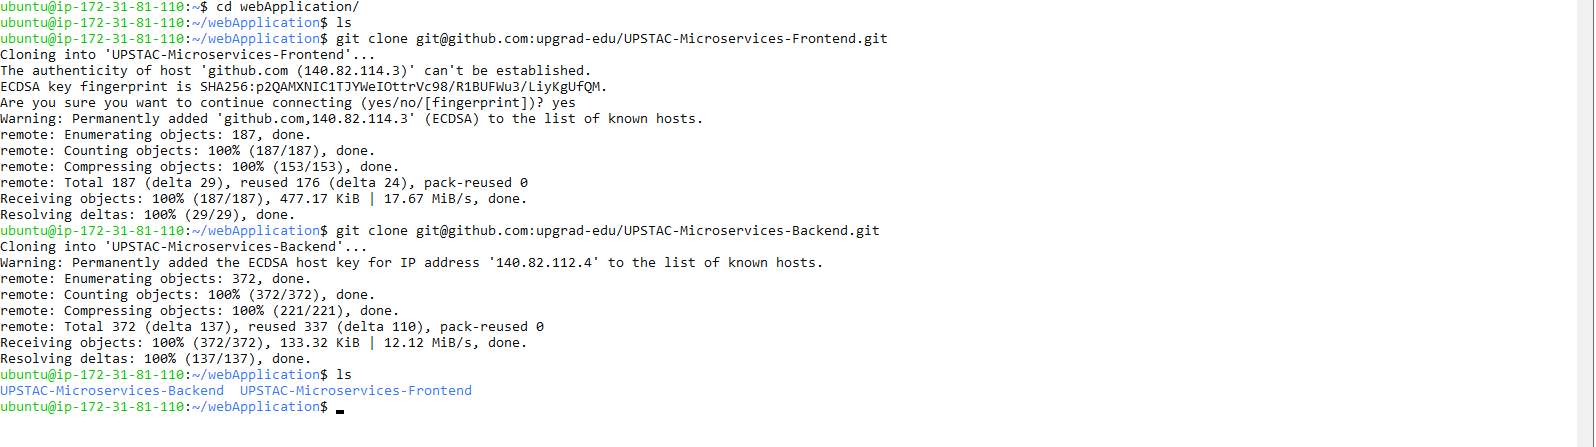 ubuntu@ip-172-31-81-110:~$ cd webApplication/
ubuntu@ip-172-31-81-110:~/webApplication$ ls
ubuntu@ip-172-31-81-110:~/webApplication$ git clone git@github.com:upgrad-edu/UPSTAC-Microservices-Frontend.git
Cloning into 'UPSTAC-Microservices-Frontend'...
The authenticity of host 'github.com (140.82.114.3)' can't be established.
ECDSA key fingerprint is SHA256:p2QAMXNIC1TJYWeIOttrVc98/R1BUFWu3/LiyKgUfQM.
Are you sure you want to continue connecting (yes/no/[fingerprint])? yes
Warning: Permanently added 'github.com,140.82.114.3' (ECDSA) to the list of known hosts.
remote: Enumerating objects: 187, done.
remote: Counting objects: 100% (187/187), done.
remote: Compressing objects: 100% (153/153), done.
remote: Total 187 (delta 29), reused 176 (delta 24), pack-reused 0
Receiving objects: 100% (187/187), 477.17 KiB | 17.67 MiB/s, done.
Resolving deltas: 100% (29/29), done.
ubuntu@ip-172-31-81-110:~/webApplication$ git clone git@github.com:upgrad-edu/UPSTAC-Microservices-Backend.git
Cloning into 'UPSTAC-Microservices-Backend'...
Warning: Permanently added the ECDSA host key for IP address '140.82.112.4' to the list of known hosts.
remote: Enumerating objects: 372, done.
remote: Counting objects: 100% (372/372), done.
remote: Compressing objects: 100% (221/221), done.
remote: Total 372 (delta 137), reused 337 (delta 110), pack-reused 0
Receiving objects: 100% (372/372), 133.32 KiB | 12.12 MiB/s, done.
Resolving deltas: 100% (137/137), done.
ubuntu@ip-172-31-81-110:~/webApplication$ ls
UPSTAC-Microservices-Backend  UPSTAC-Microservices-Frontend
ubuntu@ip-172-31-81-110:~/webApplication$